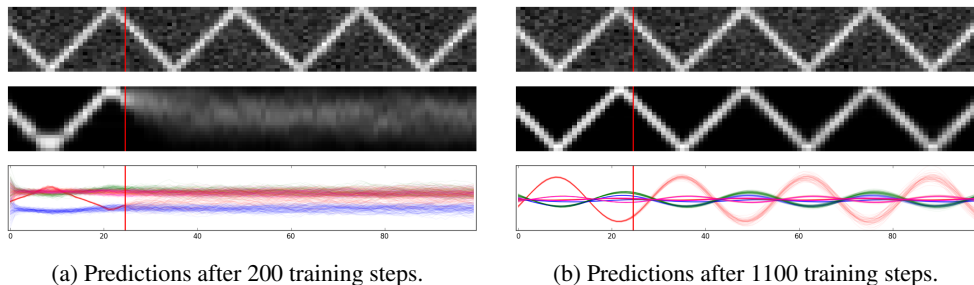 0 20 40 60 80
0 20 40 60 80
(a) Predictions after 200 training steps.
(b) Predictions after 1100 training steps.